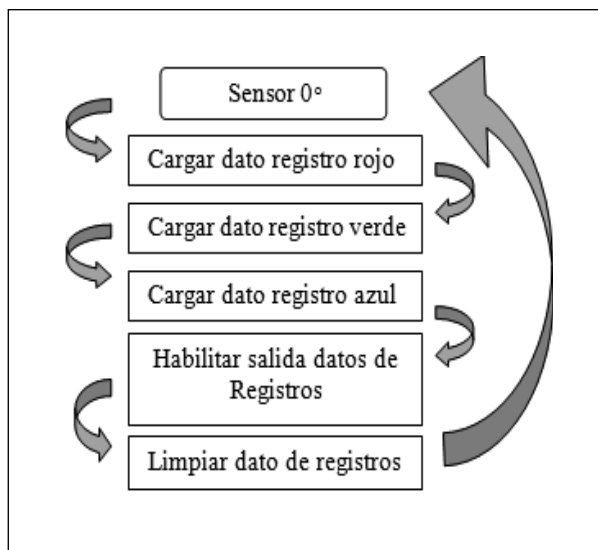 Sensor 0°
Cargar dato registro rojo
Cargar dato registro verde
Cargar dato registro azul
Habilitar salida datos de
Registros
Limpiar dato de registros